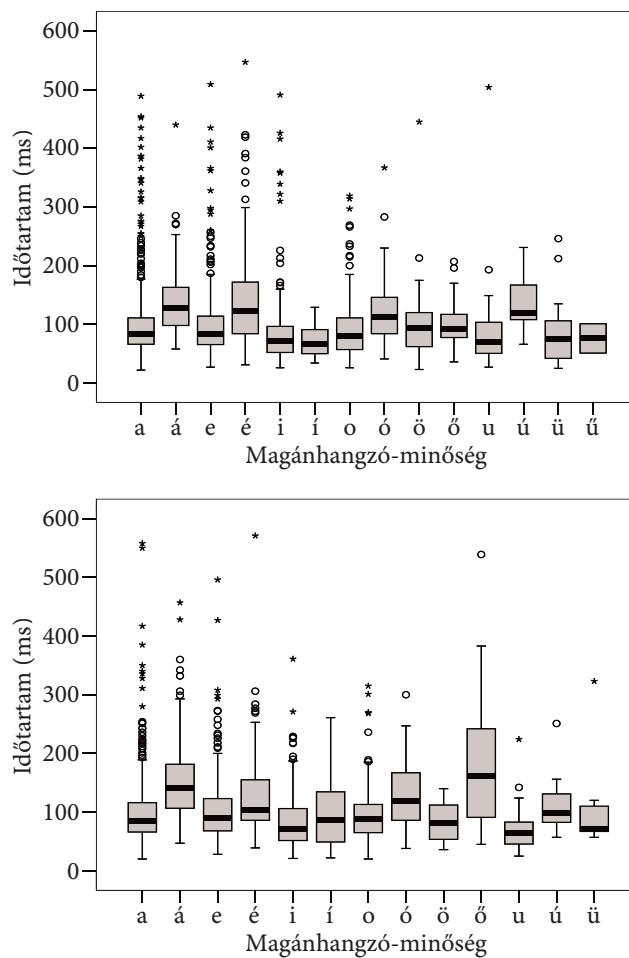 Időtartam (ms)
600
500
400
300
200
100
0
a á e é i í o ó ö ő u ú ü ű
Magánhangzó-minőség
Időtartam (ms)
600
500
400
300
200
100
0
a á e é i í o ó ö ő u ú ü
Magánhangzó-minőség